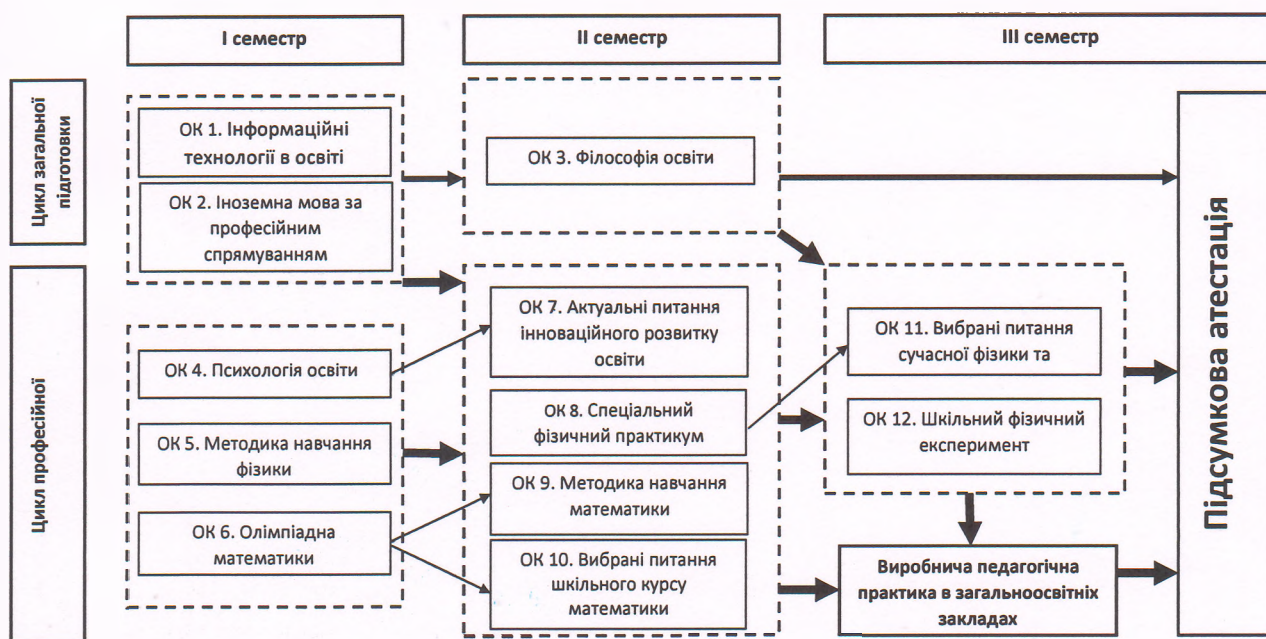 І семестр
ІІ семестр
ІІІ семестр
Цикл загальної
підготовки
ОК 1. Інформаційні
технології в освіті
ОК 2. Іноземна мова за
професійним
спрямуванням
ОК 3. Філософія освіти
Цикл професійної
ОК 4. Психологія освіти
ОК 5. Методика навчання
фізики
ОК 6. Олімпіадна
математики
ОК 7. Актуальні питання
інноваційного розвитку
освіти
ОК 8. Спеціальний
фізичний практикум
ОК 9. Методика навчання
математики
ОК 10. Вибрані питання
шкільного курсу
математики
ОК 11. Вибрані питання
сучасної фізики та
ОК 12. Шкільний фізичний
експеримент
Виробнича педагогічна
практика в загальноосвітніх
закладах
Підсумкова атестація